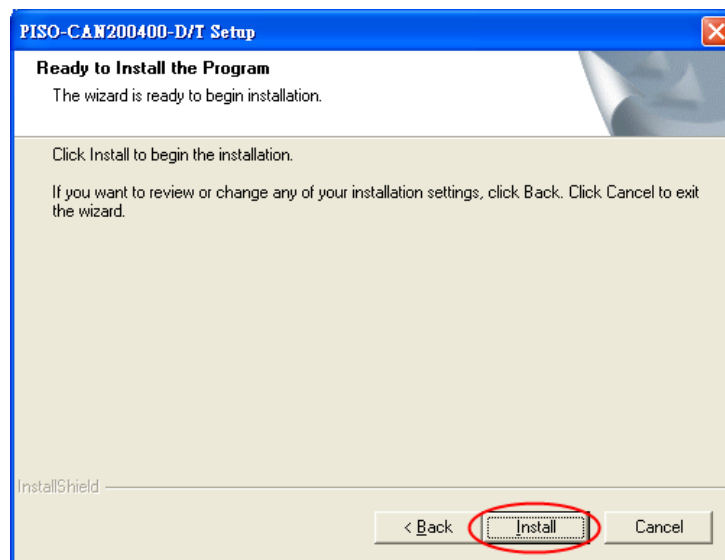 PISO-CAN200400-D/T Setup
Ready to Install the Program
The wizard is ready to begin installation.
Click Install to begin the installation.
If you want to review or change any of your installation settings, click Back. Click Cancel to exit
the wizard.
InstallShield
< Back Install Cancel